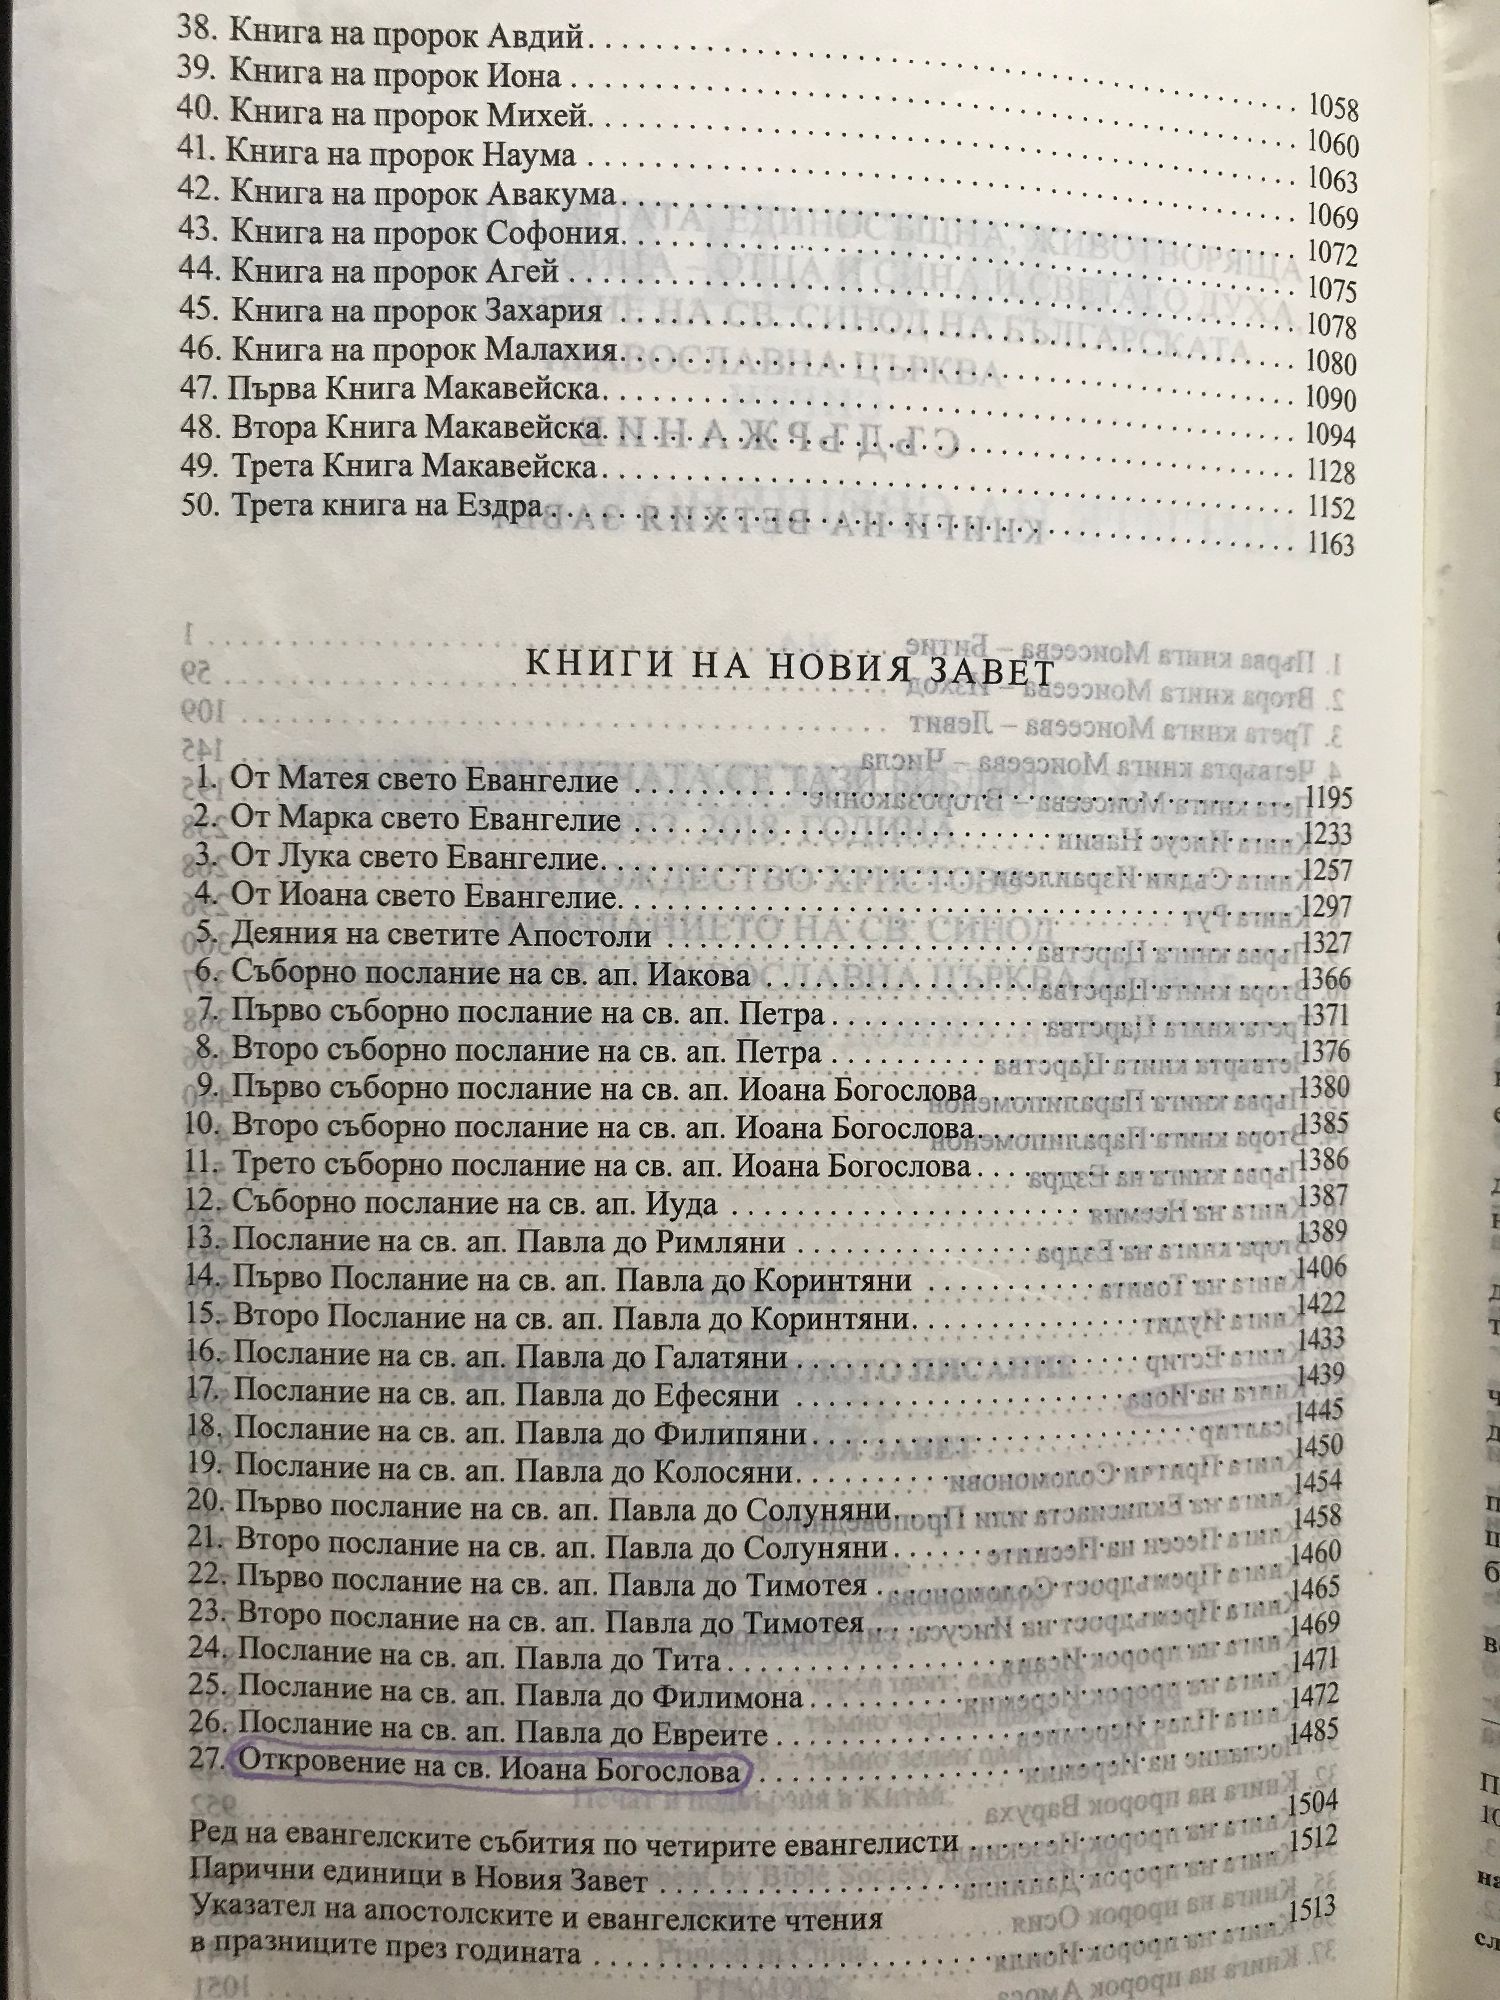 38. Книга на пророк Авдий. . . . . 1058
39. Книга на пророк Иона . . . . . 1060
40. Книга на пророк Михей. . . . . 1063
41. Книга на пророк Наума . . . . . 1069
42. Книга на пророк Авакума. . . . . 1072
43. Книга на пророк Софония. . . . . 1075
44. Книга на пророк Агей . . . . . 1078
45. Книга на пророк Захария . . . . . 1080
46. Книга на пророк Малахия. . . . . 1090
47. Първа Книга Макавейска. . . . . 1094
48. Втора Книга Макавейска. . . . . 1128
49. Трета Книга Макавейска. . . . . 1152
50. Трета книга на Ездра. . . . . 1163
КНИГИ НА НОВИЯ ЗАВЕТ
1. От Матея свето Евангелие . . . . . 1195
2. От Марка свето Евангелие . . . . . 1233
3. От Лука свето Евангелие. . . . . 1257
4. От Иоана свето Евангелие. . . . . 1297
5. Деяния на светите Апостоли . . . . . 1327
6. Съборно послание на св. ап. Иакова . . . . . 1366
7. Първо съборно послание на св. ап. Петра . . . . . 1371
8. Второ съборно послание на св. ап. Петра . . . . . 1376
9. Първо съборно послание на св. ап. Иоана Богослова . . . . . 1380
10. Второ съборно послание на св. ап. Иоана Богослова. . . . . 1385
11. Трето съборно послание на св. ап. Иоана Богослова . . . . . 1386
12. Съборно послание на св. ап. Иуда . . . . . 1387
13. Послание на св. ап. Павла до Римляни . . . . . 1389
14. Първо Послание на св. ап. Павла до Коринтяни . . . . . 1406
15. Второ Послание на св. ап. Павла до Коринтяни. . . . . 1422
16. Послание на св. ап. Павла до Галатяни . . . . . 1433
17. Послание на св. ап. Павла до Ефесяни . . . . . 1439
18. Послание на св. ап. Павла до Филипяни. . . . . 1445
19. Послание на св. ап. Павла до Колосяни. . . . . 1450
20. Първо послание на св. ап. Павла до Солуняни. . . . . 1454
21. Второ послание на св. ап. Павла до Солуняни . . . . . 1458
22. Първо послание на св. ап. Павла до Тимотея . . . . . 1460
23. Второ послание на св. ап. Павла до Тимотея . . . . . 1465
24. Послание на св. ап. Павла до Тита . . . . . 1469
25. Послание на св. ап. Павла до Филимона . . . . . 1471
26. Послание на св. ап. Павла до Евреите . . . . . 1472
27. Откровение на св. Иоана Богослова . . . . . 1485
Ред на евангелските събития по четирите евангелисти . . . . . 1504
Парични единици в Новия Завет . . . . . 1512
Указател на апостолските и евангелските чтения
в празниците през годината . . . . . 1513